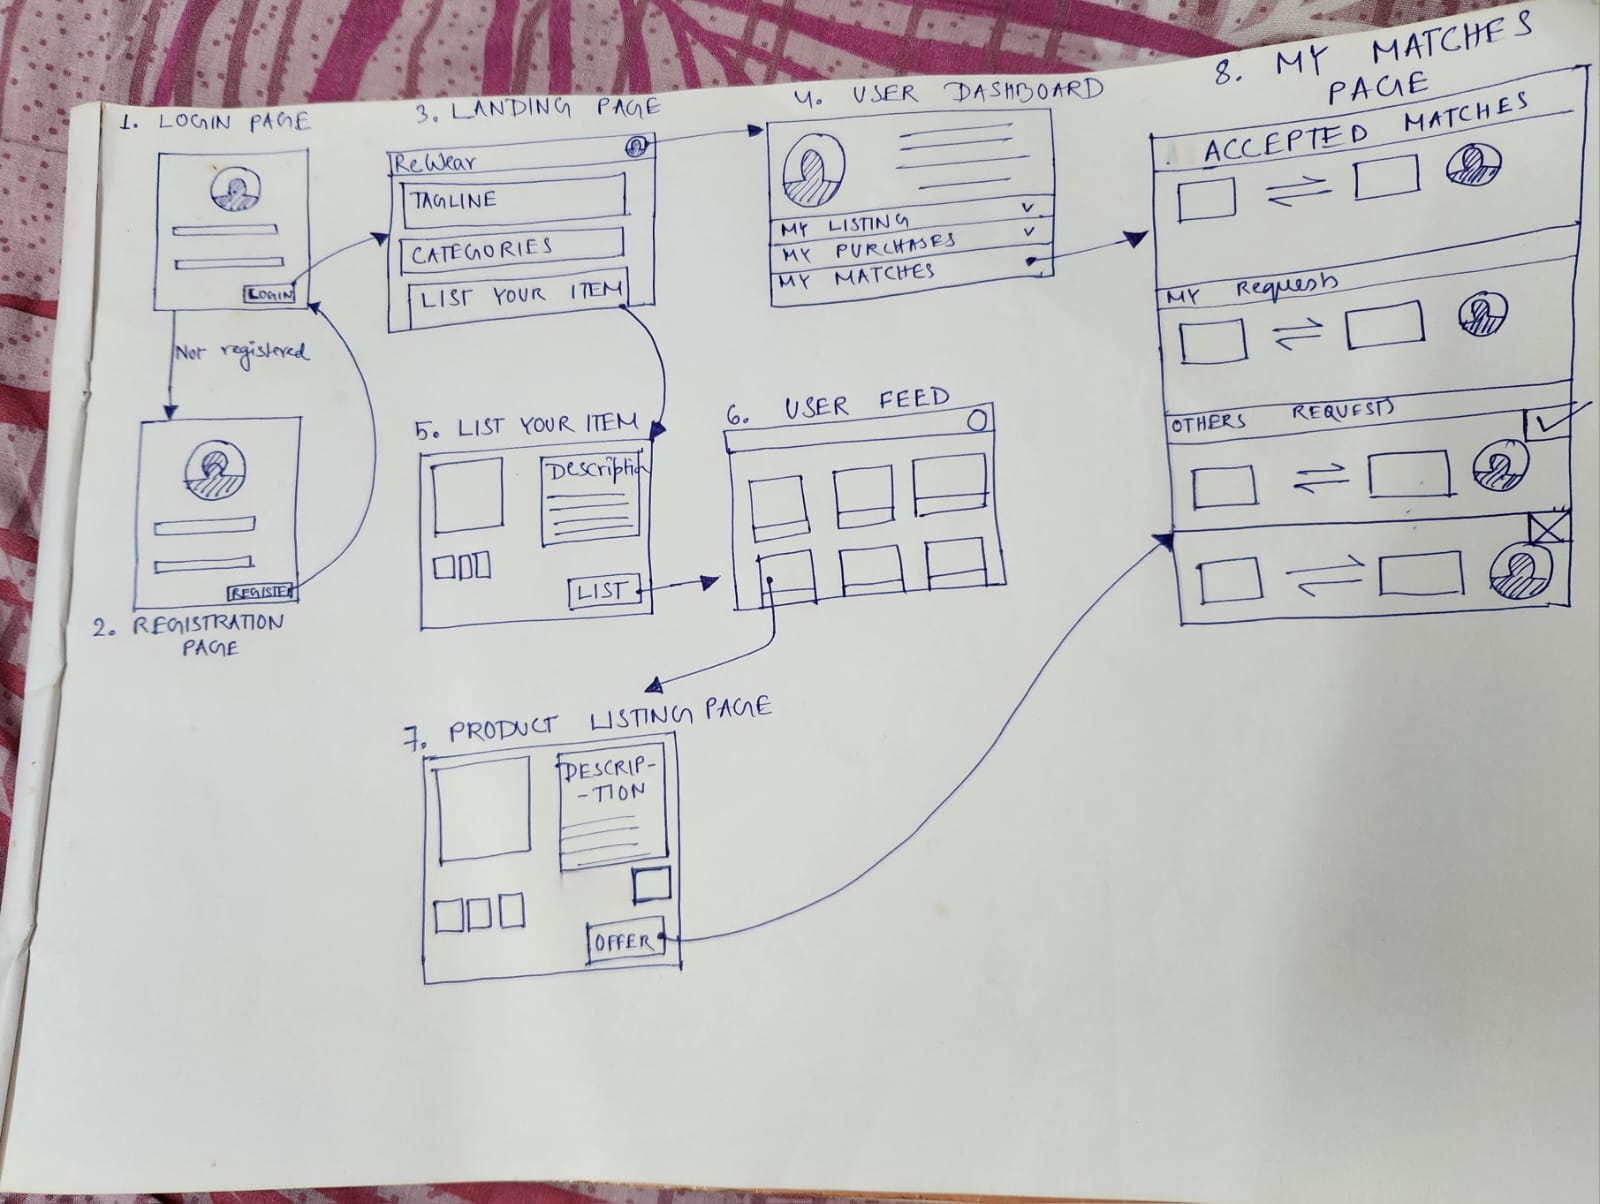 1. LOGIN PAGE
LOGIN
Not registered
REGISTER
2. REGISTRATION
PAGE
3. LANDING PAGE
ReWear
TAGLINE
CATEGORIES
LIST YOUR ITEM
4. USER DASHBOARD
MY LISTING
MY PURCHASES
MY MATCHES
5. LIST YOUR ITEM
Description
LIST
6. USER FEED
7. PRODUCT LISTING PAGE
DESCRIP-
-TION
OFFER
8. MY MATCHES
PAGE
ACCEPTED MATCHES
MY Requests
OTHERS REQUESTS